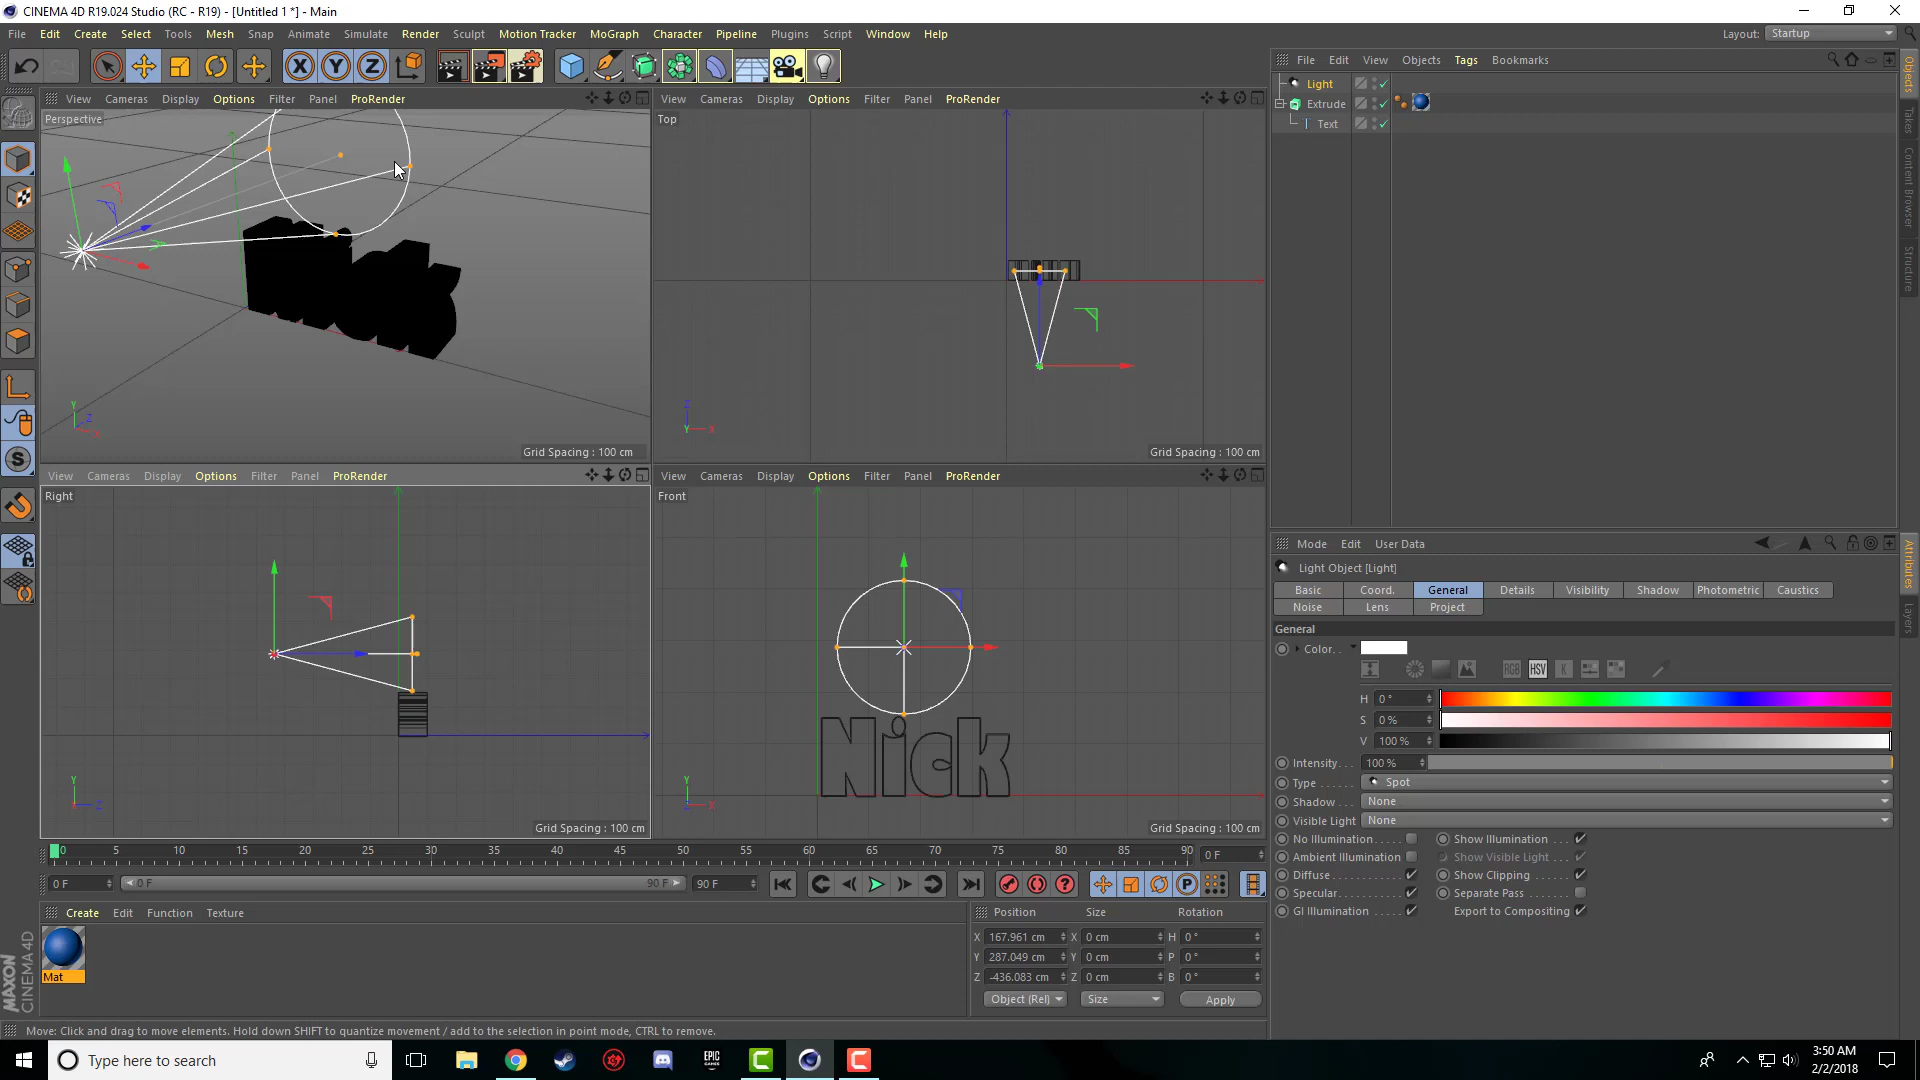 CINEMA 4D R19.024 Studio (RC - R19) - [Untitled 1 *] - Main
File Edit Create Select Tools Mesh Snap Animate Simulate Render Sculpt Motion Tracker MoGraph Character Pipeline Plugins Script Window Help Layout: Startup
X Y Z
File Edit View Objects Tags Bookmarks
Light
Extrude
Text
View Cameras Display Options Filter Panel ProRender
Perspective
Y Z X
Grid Spacing : 100 cm
View Cameras Display Options Filter Panel ProRender
Top
Z Y X
Grid Spacing : 100 cm
View Cameras Display Options Filter Panel ProRender
Right
Y X Z
Grid Spacing : 100 cm
View Cameras Display Options Filter Panel ProRender
Front
Nick
Y Z X
Grid Spacing : 100 cm
S
Objects
Takes
Content Browser
Structure
Attributes
Layers
Mode Edit User Data
Light Object [Light]
Basic Coord. General Details Visibility Shadow Photometric Caustics
Noise Lens Project
General
Color. .
RGB HSV K
H 0 °
S 0 %
V 100 %
Intensity. . . 100 %
Type . . . . Spot
Shadow . . . None
Visible Light None
No Illumination. . . . Show Illumination . . .
Ambient Illumination Show Visible Light . .
Diffuse . . . . . . . . . . Show Clipping . . . . . .
Specular. . . . . . . . . . Separate Pass . . . . . .
GI Illumination . . . . . Export to Compositing
0 5 10 15 20 25 30 35 40 45 50 55 60 65 70 75 80 85 90 0 F
0 F 0 F 90 F 90 F
P
Create Edit Function Texture
Mat
MAXON
CINEMA 4D
Position Size Rotation
X 167.961 cm X 0 cm H 0 °
Y 287.049 cm Y 0 cm P 0 °
Z -436.083 cm Z 0 cm B 0 °
Object (Rel) Size Apply
Move: Click and drag to move elements. Hold down SHIFT to quantize movement / add to the selection in point mode, CTRL to remove.
Type here to search
EPIC
GAMES
3:50 AM
2/2/2018